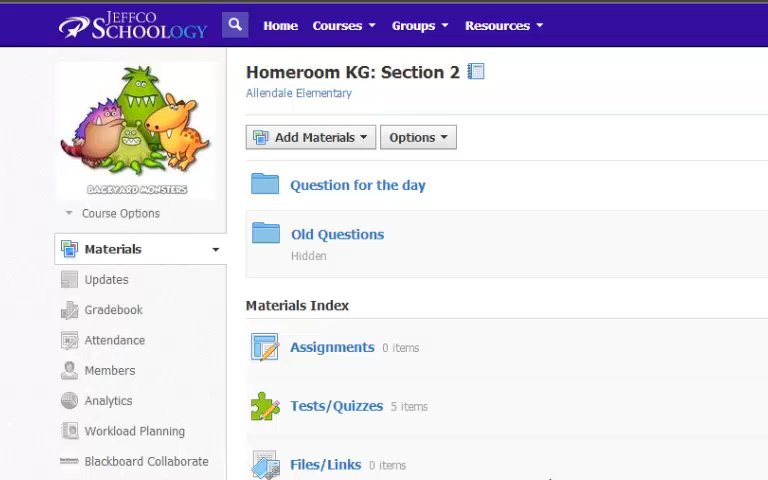 JEFFCO
SCHOOLOGY
Home Courses Groups Resources
BACKYARD MONSTERS
Course Options
Materials
Updates
Gradebook
Attendance
Members
Analytics
Workload Planning
Blackboard Collaborate
Homeroom KG: Section 2
Allendale Elementary
Add Materials Options
Question for the day
Old Questions
Hidden
Materials Index
Assignments 0 items
Tests/Quizzes 5 items
Files/Links 0 items